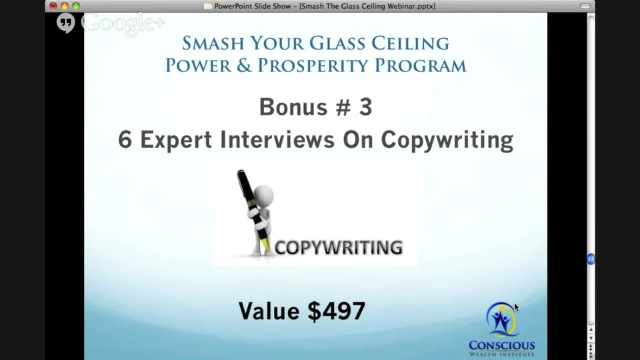 PowerPoint Slide Show - [Smash The Glass Ceiling Webinar.pptx]
Google+
SMASH YOUR GLASS CEILING
POWER & PROSPERITY PROGRAM
Bonus # 3
6 Expert Interviews On Copywriting
COPYWRITING
Value $497
CONSCIOUS
WEALTH INSTITUTE